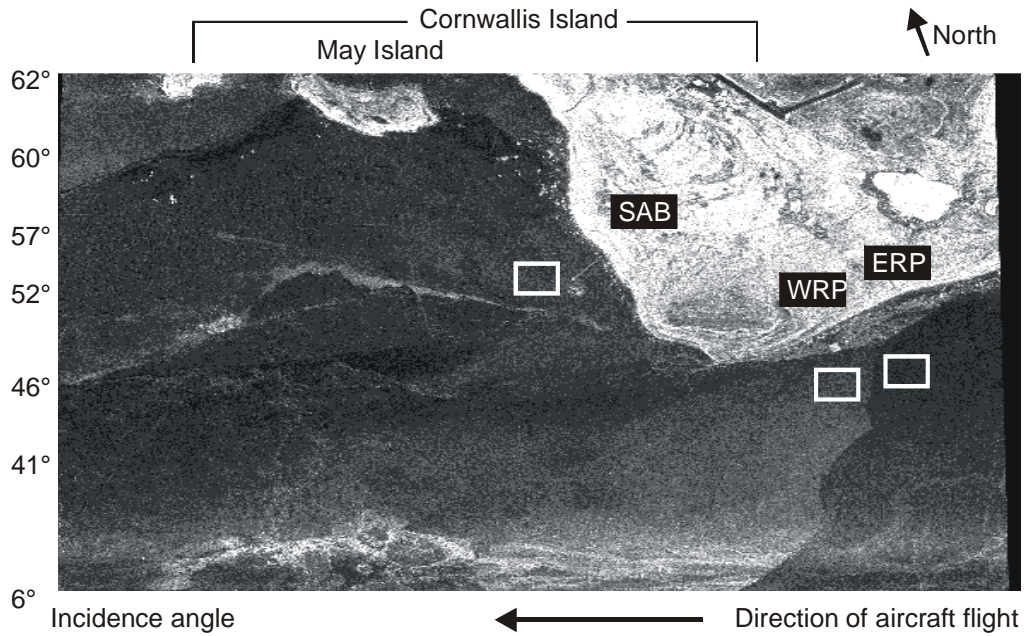 Cornwallis Island
May Island
North
62°
60°
57°
SAB
ERP
52°
WRP
46°
41°
6°
Incidence angle
Direction of aircraft flight